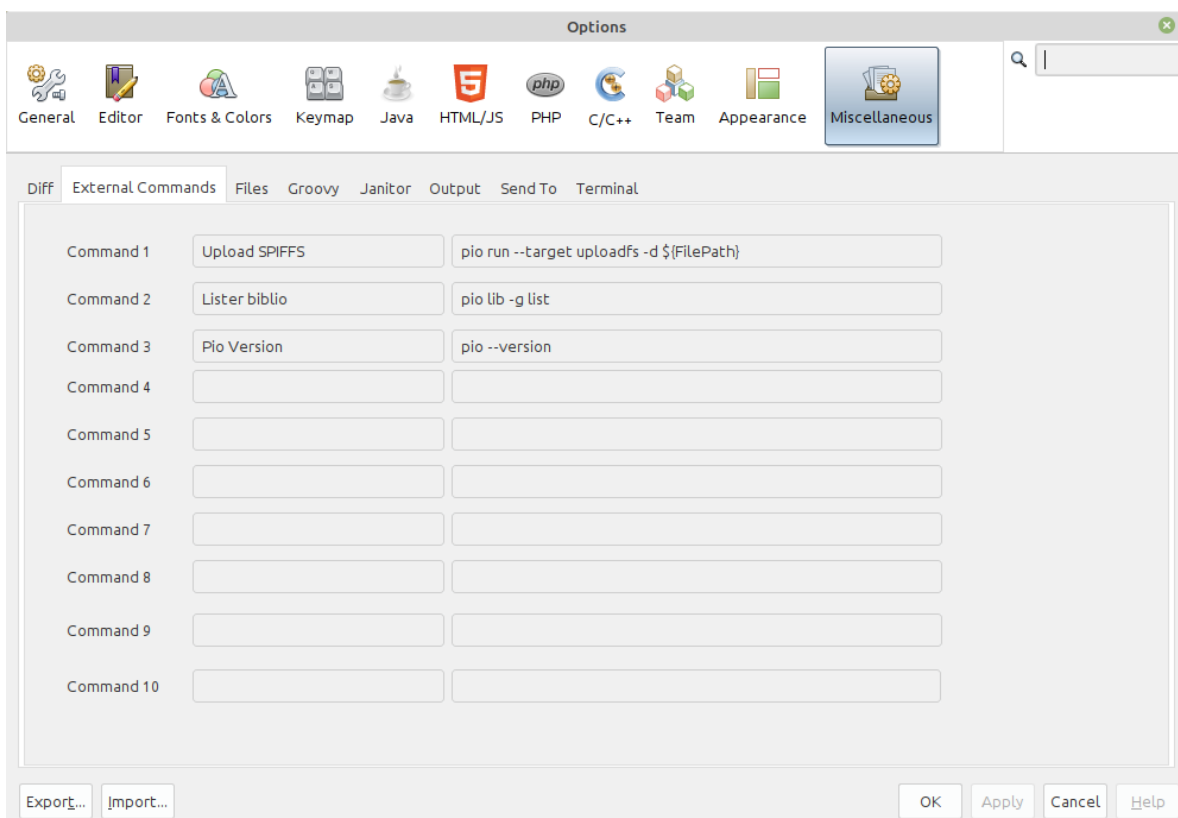 Options
General Editor Fonts & Colors Keymap Java HTML/JS PHP C/C++ Team Appearance Miscellaneous
Diff External Commands Files Groovy Janitor Output Send To Terminal
Command 1 Upload SPIFFS pio run --target uploadfs -d ${FilePath}
Command 2 Lister biblio pio lib -g list
Command 3 Pio Version pio --version
Command 4
Command 5
Command 6
Command 7
Command 8
Command 9
Command 10
Export... Import... OK Apply Cancel Help